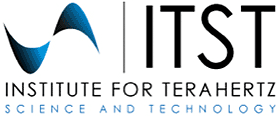 ITST
INSTITUTE FOR TERAHERTZ
SCIENCE AND TECHNOLOGY